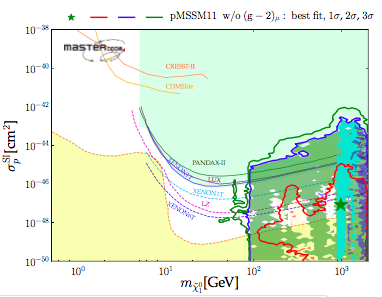 pMSSM11 w/o (g − 2)μ : best fit, 1σ, 2σ, 3σ
10⁻³⁸
MASTERcode
CRESST-II
10⁻⁴⁰
CDMSlite
10⁻⁴²
σₚˢᴵ[cm²]
10⁻⁴⁴
PANDAX-II
LUX
10⁻⁴⁶
XENON1T
LZ
XENONnT
10⁻⁴⁸
10⁻⁵⁰
10⁰ 10¹ 10² 10³
m_χ̃₁⁰[GeV]